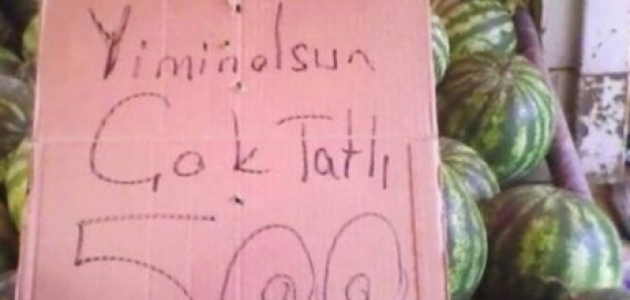 Yiminolsun
Çok Tatlı
500